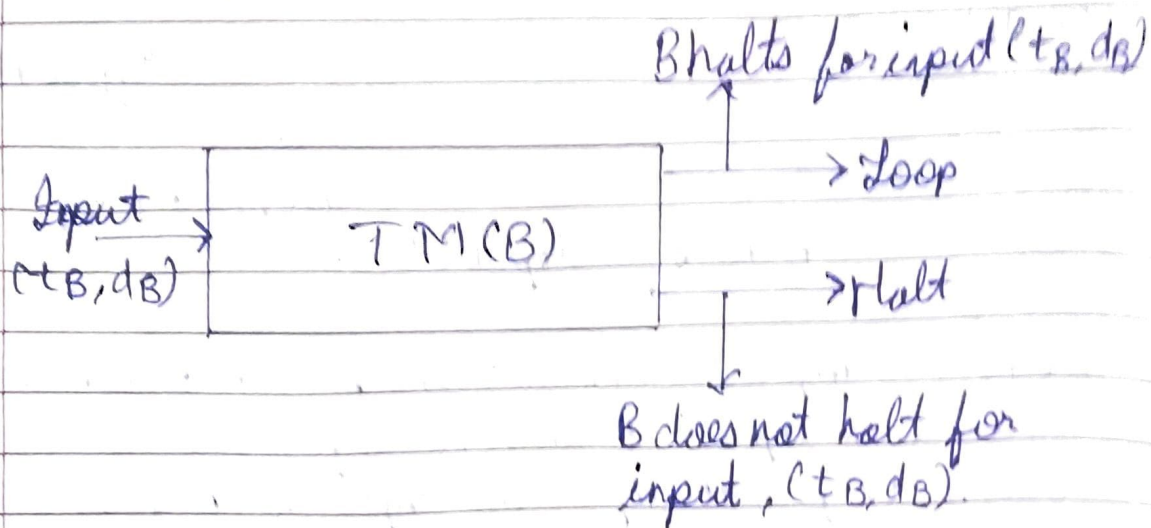 B halts for input (tB, dB)
Loop
Input
TM(B)
(tB, dB)
Halt
B does not halt for
input, (tB, dB).